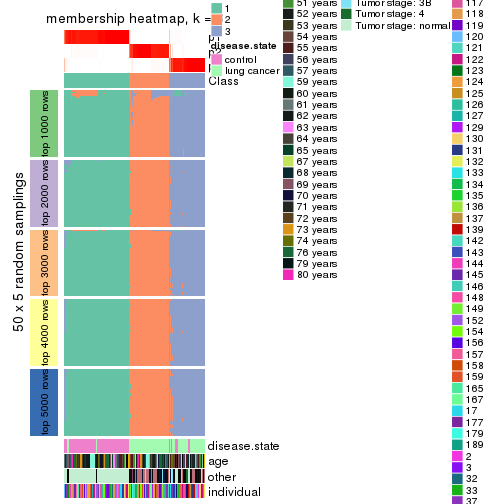 membership heatmap, k =
1
2
3
disease.state
control
lung cancer
Class
50 x 5 random samplings
top 1000 rows
top 2000 rows
top 3000 rows
top 4000 rows
top 5000 rows
disease.state
age
other
individual
51 years
52 years
53 years
54 years
55 years
56 years
57 years
59 years
60 years
61 years
62 years
63 years
64 years
65 years
67 years
68 years
69 years
70 years
71 years
72 years
73 years
74 years
76 years
79 years
80 years
Tumor stage: 3B
Tumor stage: 4
Tumor stage: normal
117
118
119
120
121
122
123
124
125
126
127
129
130
131
132
133
134
135
136
137
139
142
143
144
145
146
148
149
152
154
156
157
158
159
165
167
17
177
179
189
2
3
32
33
37